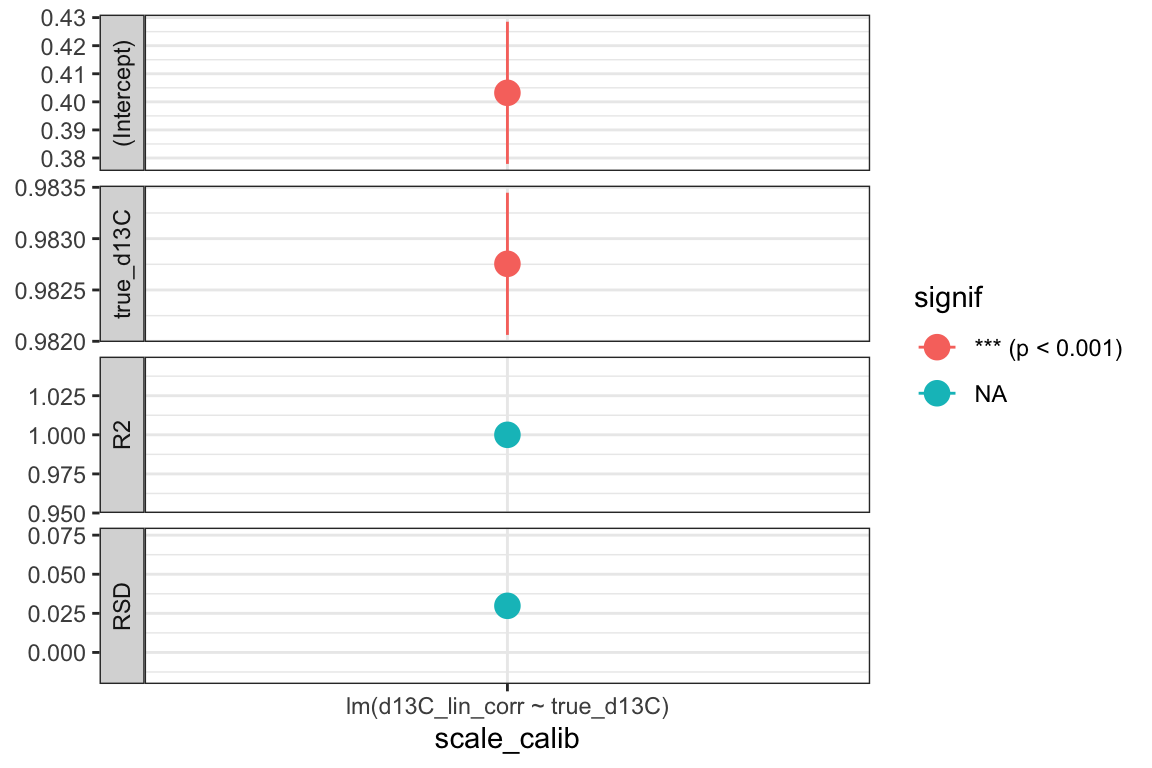 0.43
0.42
0.41
0.40
0.39
0.38
(Intercept)
0.9835
0.9830
0.9825
0.9820
true_d13C
1.025
1.000
0.975
0.950
R2
0.075
0.050
0.025
0.000
RSD
lm(d13C_lin_corr ~ true_d13C)
scale_calib
signif
*** (p < 0.001)
NA